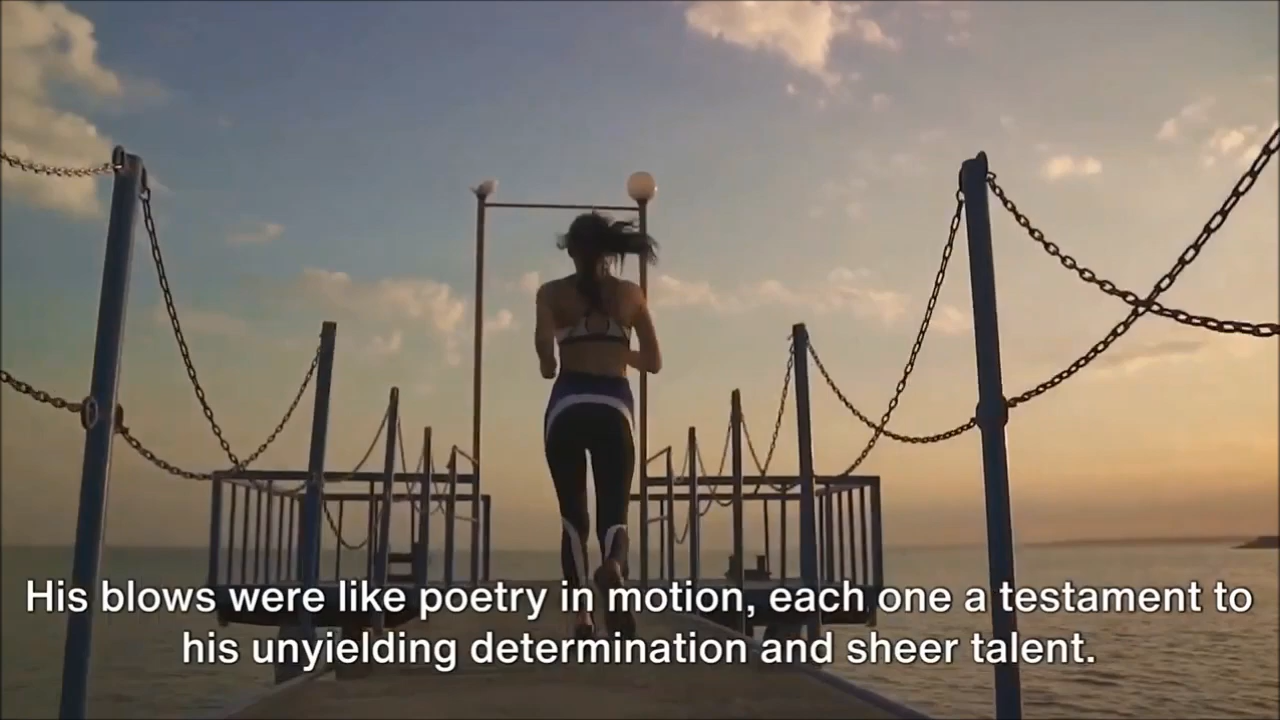 His blows were like poetry in motion, each one a testament to
his unyielding determination and sheer talent.